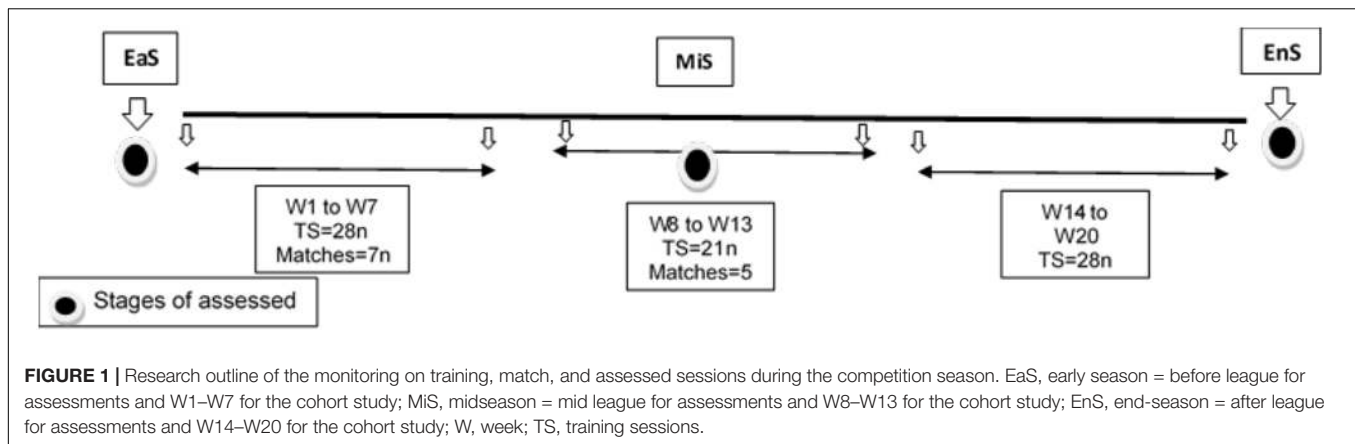 EaS
MiS
EnS
W1 to W7
TS=28n
Matches=7n
W8 to W13
TS=21n
Matches=5
W14 to
W20
TS=28n
Stages of assessed
FIGURE 1 | Research outline of the monitoring on training, match, and assessed sessions during the competition season. EaS, early season = before league for
assessments and W1–W7 for the cohort study; MiS, midseason = mid league for assessments and W8–W13 for the cohort study; EnS, end-season = after league
for assessments and W14–W20 for the cohort study; W, week; TS, training sessions.